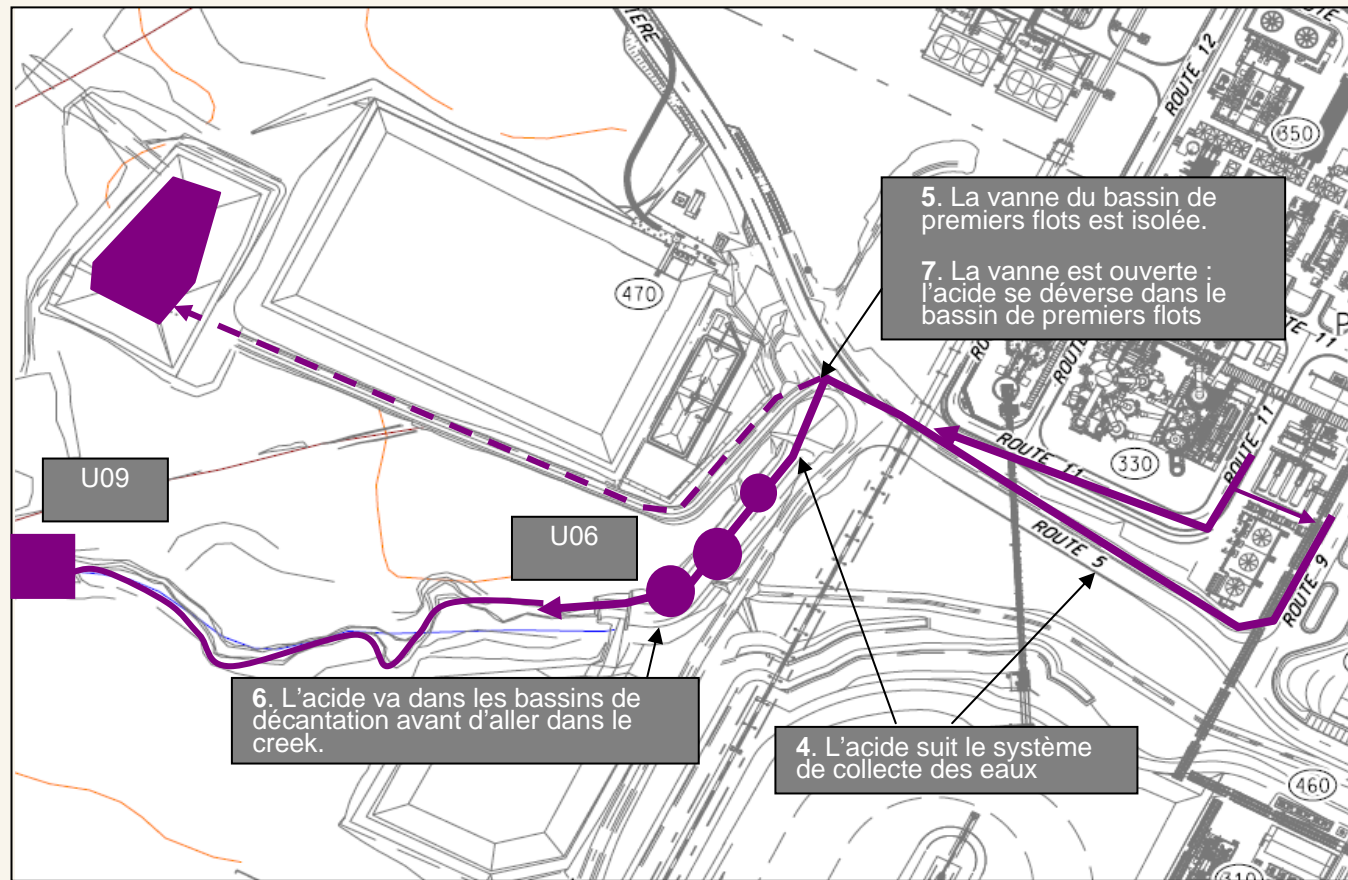 TERE
ROUTE 12
350
5. La vanne du bassin de
premiers flots est isolée.
7. La vanne est ouverte :
l'acide se déverse dans le
bassin de premiers flots
470
ROUTE 11
330
ROUTE 11
U09
U06
ROUTE 5
ROUTE 9
6. L'acide va dans les bassins de
décantation avant d'aller dans le
creek.
4. L'acide suit le système
de collecte des eaux
460
310